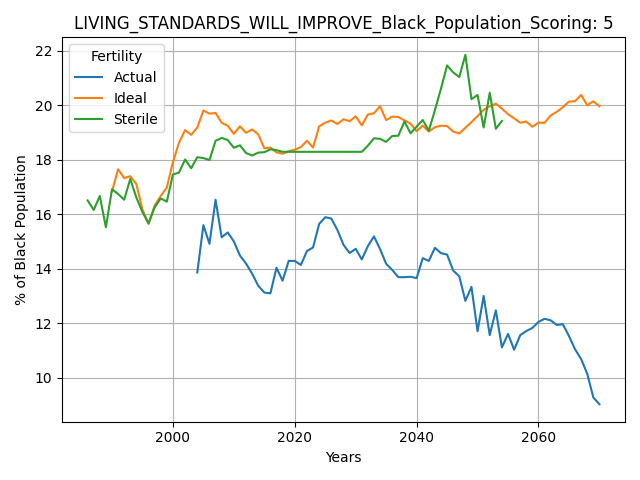 LIVING_STANDARDS_WILL_IMPROVE_Black_Population_Scoring: 5
Fertility
Actual
Ideal
Sterile
% of Black Population
22
20
18
16
14
12
10
2000
2020
2040
2060
Years